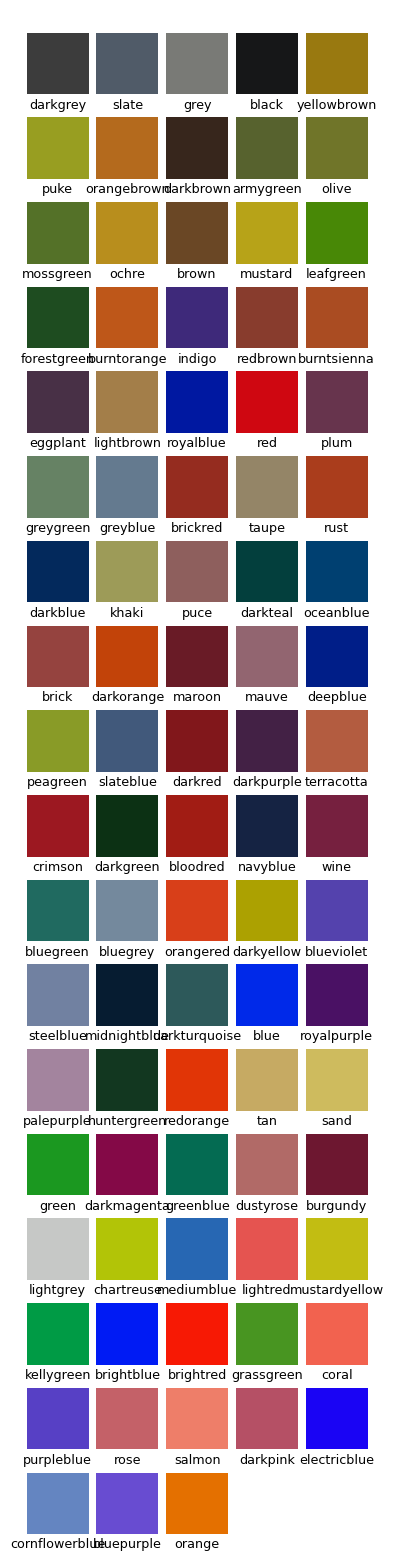 darkgrey slate grey black yellowbrown
puke orangebrown darkbrown armygreen olive
mossgreen ochre brown mustard leafgreen
forestgreen burntorange indigo redbrown burntsienna
eggplant lightbrown royalblue red plum
greygreen greyblue brickred taupe rust
darkblue khaki puce darkteal oceanblue
brick darkorange maroon mauve deepblue
peagreen slateblue darkred darkpurple terracotta
crimson darkgreen bloodred navyblue wine
bluegreen bluegrey orangered darkyellow blueviolet
steelblue midnightblue darkturquoise blue royalpurple
palepurple huntergreen redorange tan sand
green darkmagenta greenblue dustyrose burgundy
lightgrey chartreuse mediumblue lightred mustardyellow
kellygreen brightblue brightred grassgreen coral
purpleblue rose salmon darkpink electricblue
cornflowerblue bluepurple orange